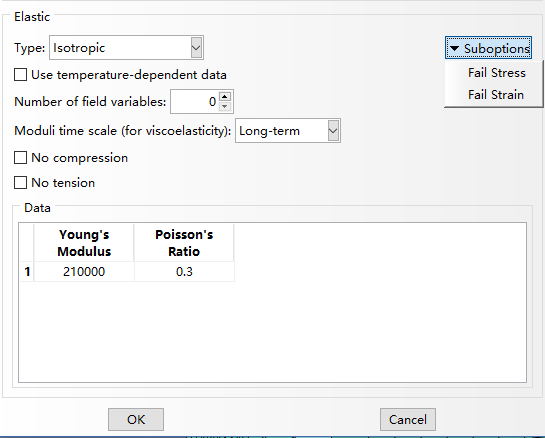 Elastic
Type: Isotropic
▼ Suboptions
Fail Stress
Fail Strain
Use temperature-dependent data
Number of field variables: 0
Moduli time scale (for viscoelasticity): Long-term
No compression
No tension
Data
Young's Modulus
Poisson's Ratio
1 210000 0.3
OK Cancel